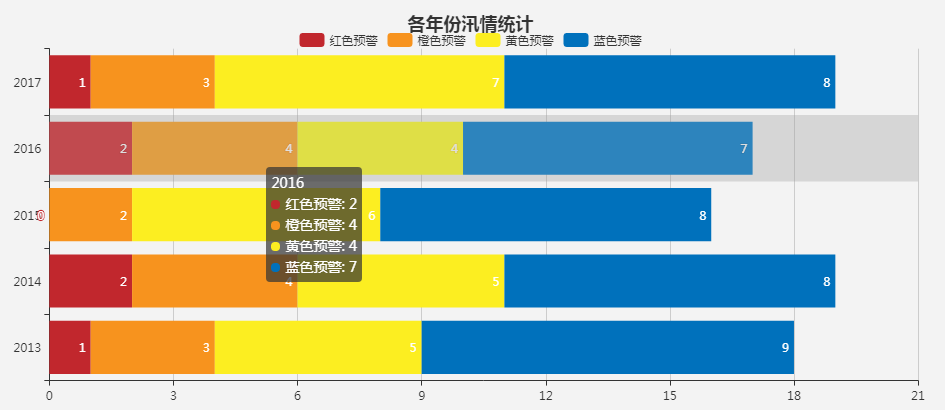 各年份汛情统计
红色预警 橙色预警 黄色预警 蓝色预警
2017 1 3 7 8
2016 2 4 4 7
2016
红色预警: 2
橙色预警: 4
黄色预警: 4
蓝色预警: 7
2015 0 2 6 8
2014 2 4 5 8
2013 1 3 5 9
0 3 6 9 12 15 18 21